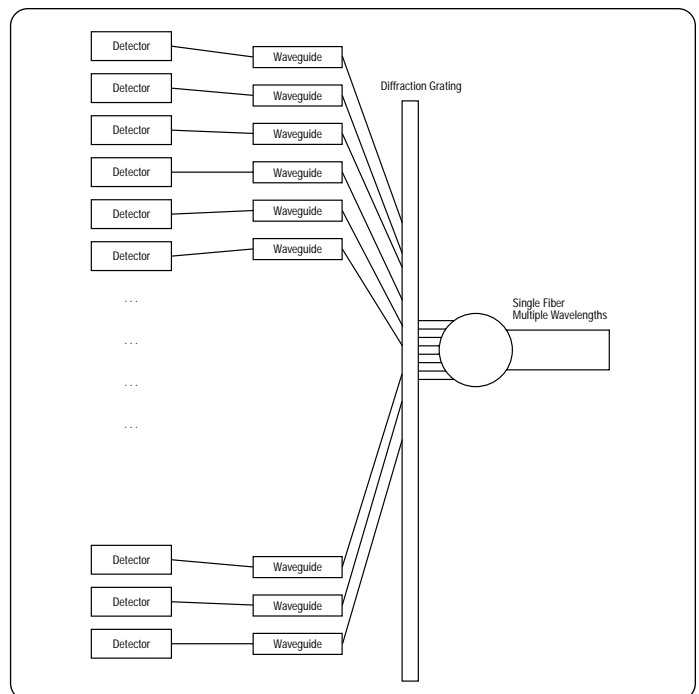 Detector
Waveguide
Detector
Waveguide
Diffraction Grating
Detector
Waveguide
Detector
Waveguide
Detector
Waveguide
Detector
Waveguide
. . .
Single Fiber
Multiple Wavelengths
. . .
. . .
. . .
Detector
Waveguide
Detector
Waveguide
Detector
Waveguide